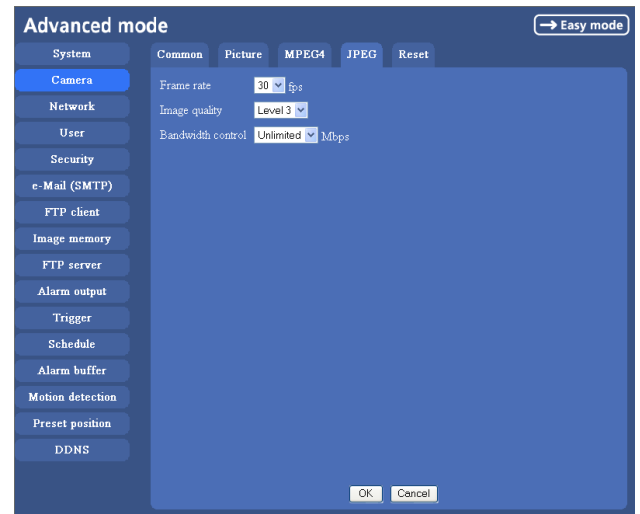 Advanced mode
→ Easy mode
System
Camera
Network
User
Security
e-Mail (SMTP)
FTP client
Image memory
FTP server
Alarm output
Trigger
Schedule
Alarm buffer
Motion detection
Preset position
DDNS
Common Picture MPEG4 JPEG Reset
Frame rate 30 fps
Image quality Level 3
Bandwidth control Unlimited Mbps
OK Cancel